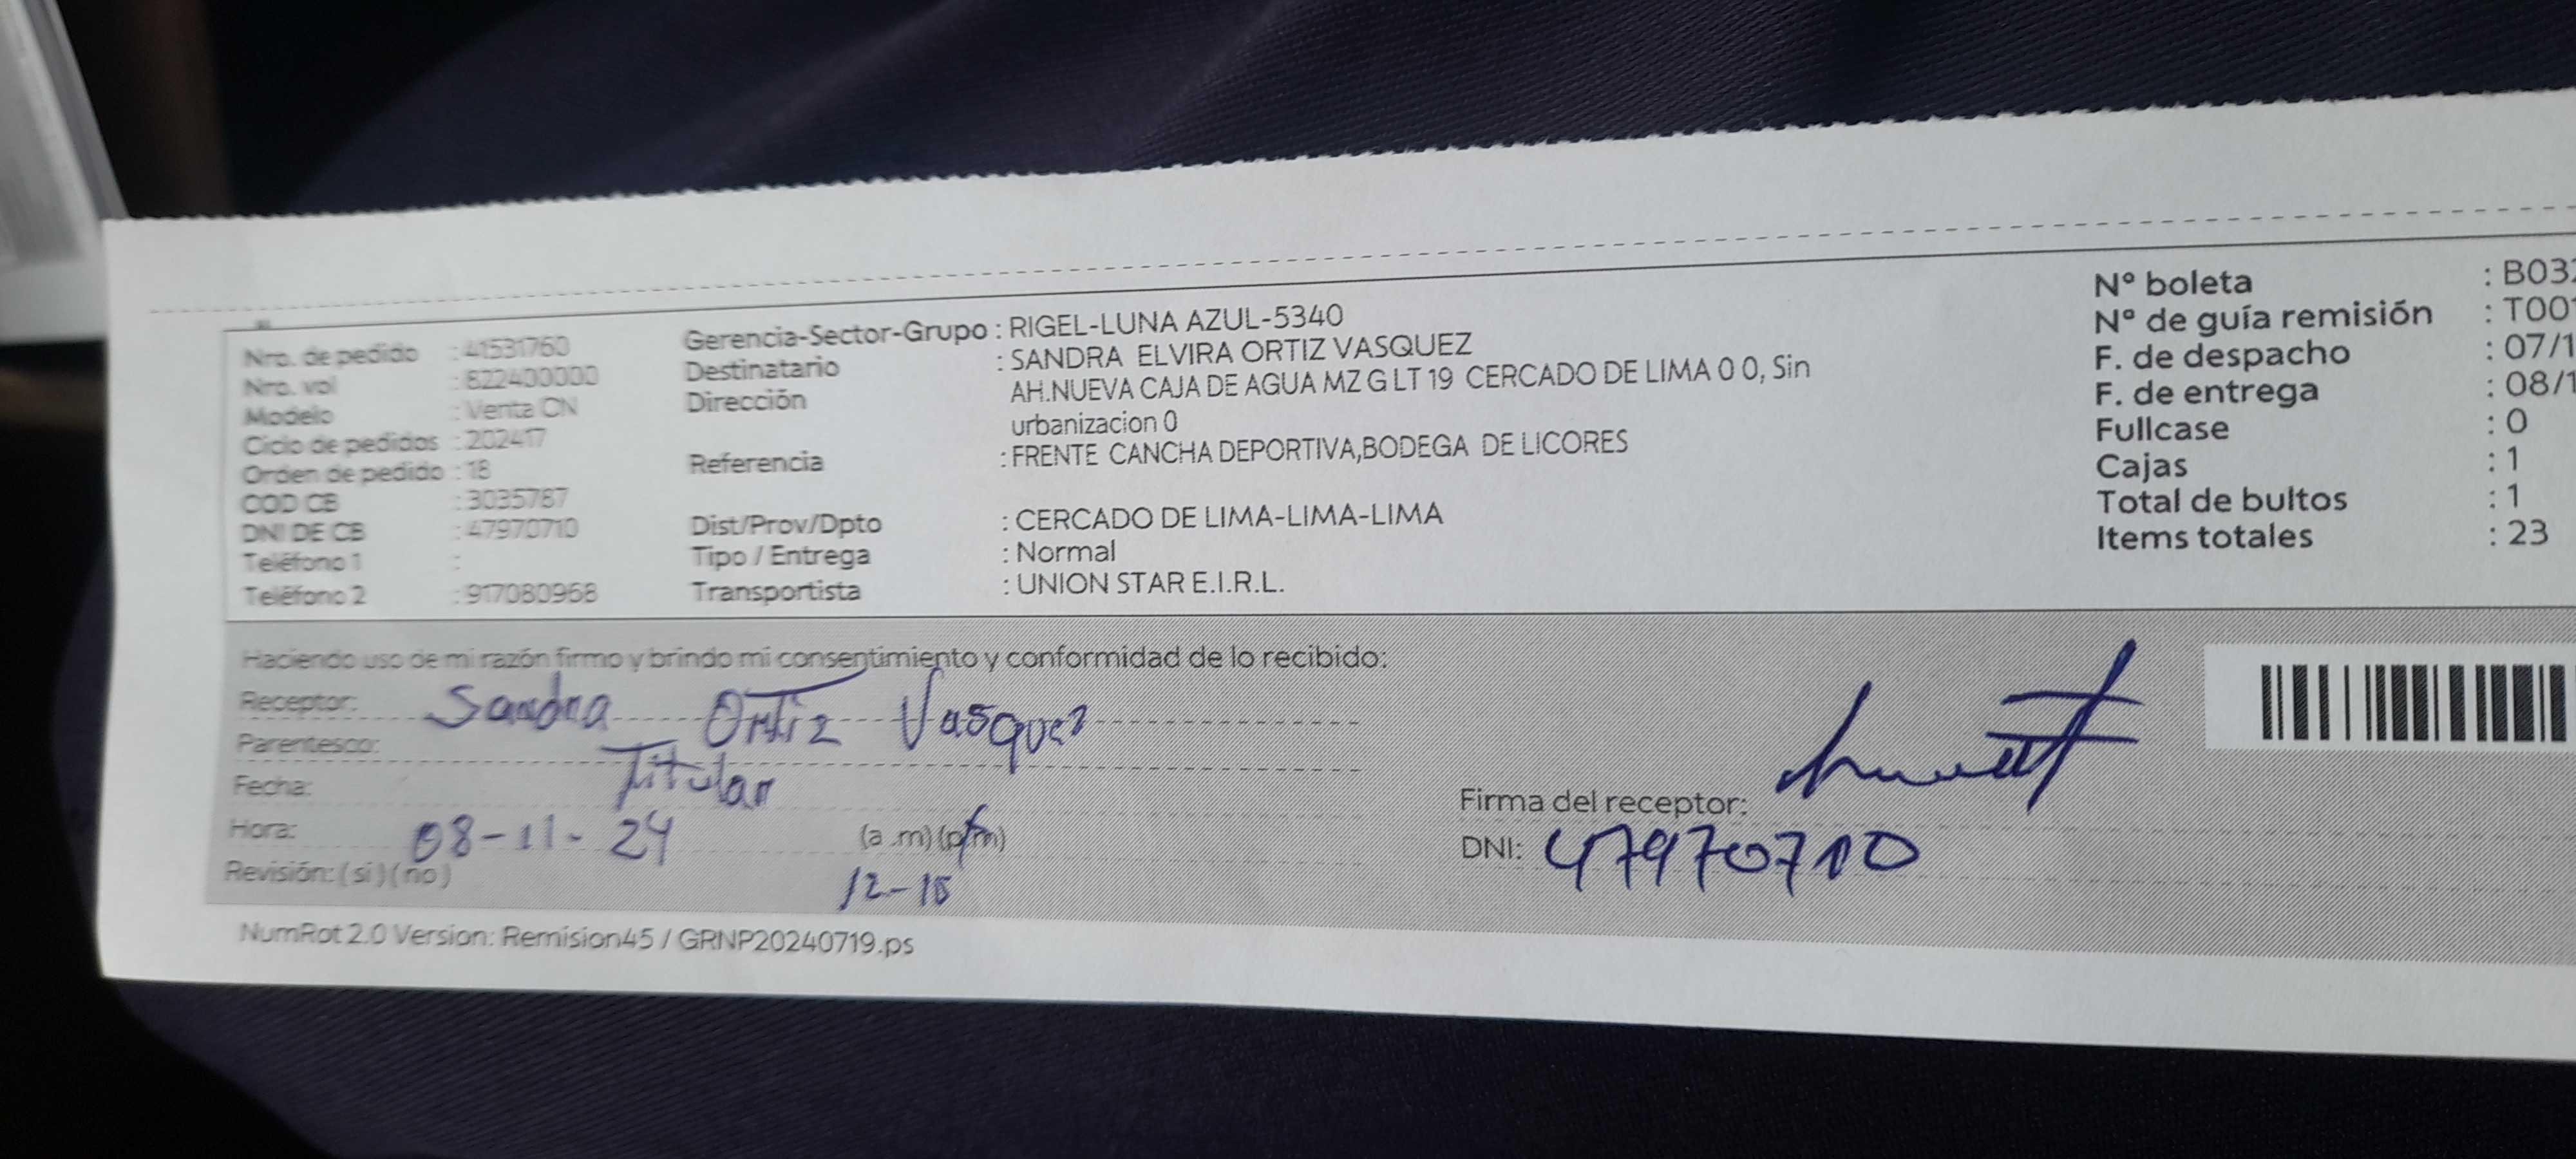 Nro. de pedido : 41531760
Nro. vol : 822400000
Modelo : Venta CN
Ciclo de pedidos : 202417
Orden de pedido : 18
COD CB : 3035787
DNI DE CB : 47970710
Teléfono 1 :
Teléfono 2 : 917080968
Gerencia-Sector-Grupo : RIGEL-LUNA AZUL-5340
Destinatario : SANDRA ELVIRA ORTIZ VASQUEZ
Dirección AH.NUEVA CAJA DE AGUA MZ G LT 19 CERCADO DE LIMA 0 0, Sin
urbanizacion 0
Referencia : FRENTE CANCHA DEPORTIVA,BODEGA DE LICORES
Dist/Prov/Dpto : CERCADO DE LIMA-LIMA-LIMA
Tipo / Entrega : Normal
Transportista : UNION STAR E.I.R.L.
N° boleta : B03
N° de guía remisión : T00
F. de despacho : 07/1
F. de entrega : 08/1
Fullcase : 0
Cajas : 1
Total de bultos : 1
Items totales : 23
Haciendo uso de mi razón firmo y brindo mi consentimiento y conformidad de lo recibido:
Receptor: Sandra Ortiz Vasquez
Parentesco: Titular
Fecha: 08-11-24
Hora: (a .m) (p.m)
12-15
Revisión: ( si ) ( no )
Firma del receptor:
DNI: 47970710
NumRot 2.0 Version: Remision45 / GRNP20240719.ps